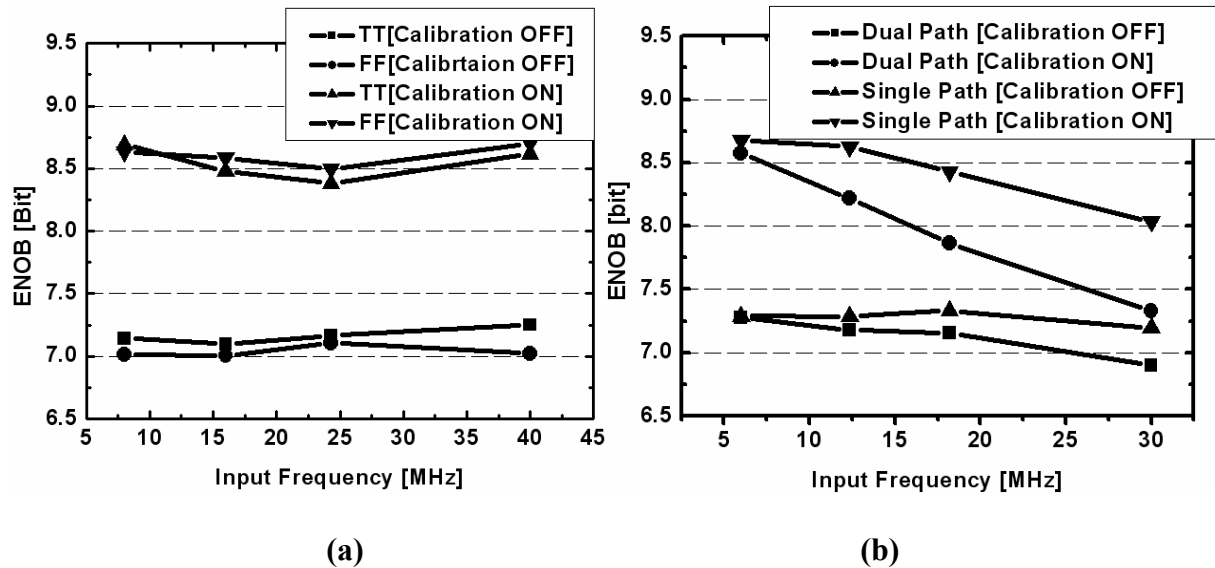 TT[Calibration OFF]
FF[Calibrtaion OFF]
TT[Calibration ON]
FF[Calibration ON]
9.5
9.0
8.5
8.0
7.5
7.0
6.5
ENOB [Bit]
5 10 15 20 25 30 35 40 45
Input Frequency [MHz]
(a)
Dual Path [Calibration OFF]
Dual Path [Calibration ON]
Single Path [Calibration OFF]
Single Path [Calibration ON]
9.5
9.0
8.5
8.0
7.5
7.0
6.5
ENOB [bit]
5 10 15 20 25 30
Input Frequency [MHz]
(b)